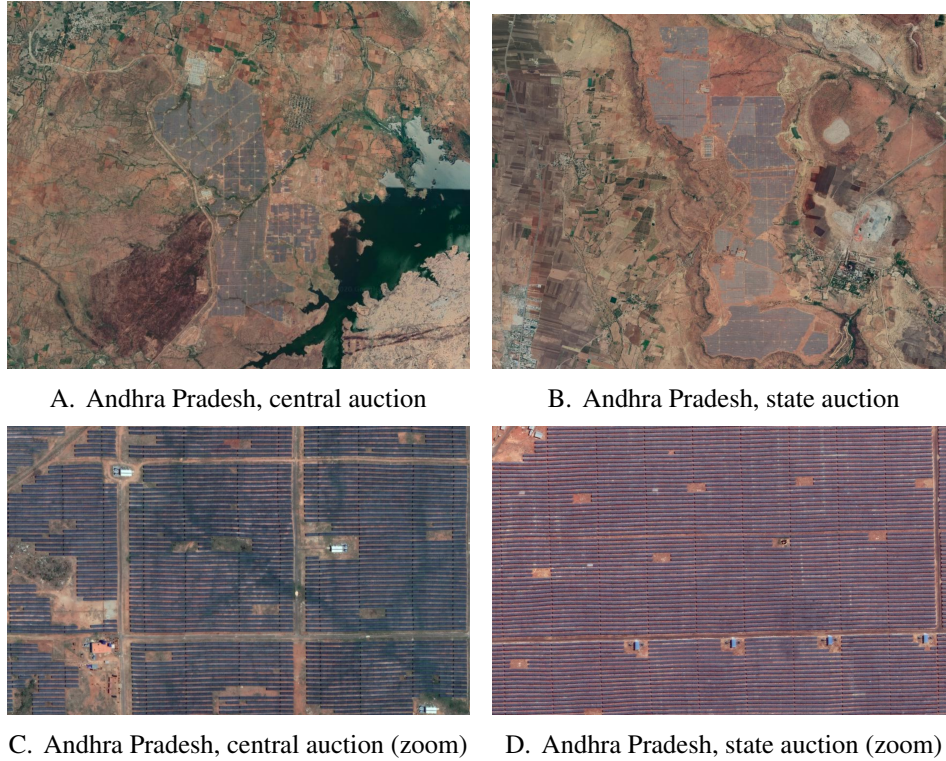 A. Andhra Pradesh, central auction
B. Andhra Pradesh, state auction
C. Andhra Pradesh, central auction (zoom)
D. Andhra Pradesh, state auction (zoom)